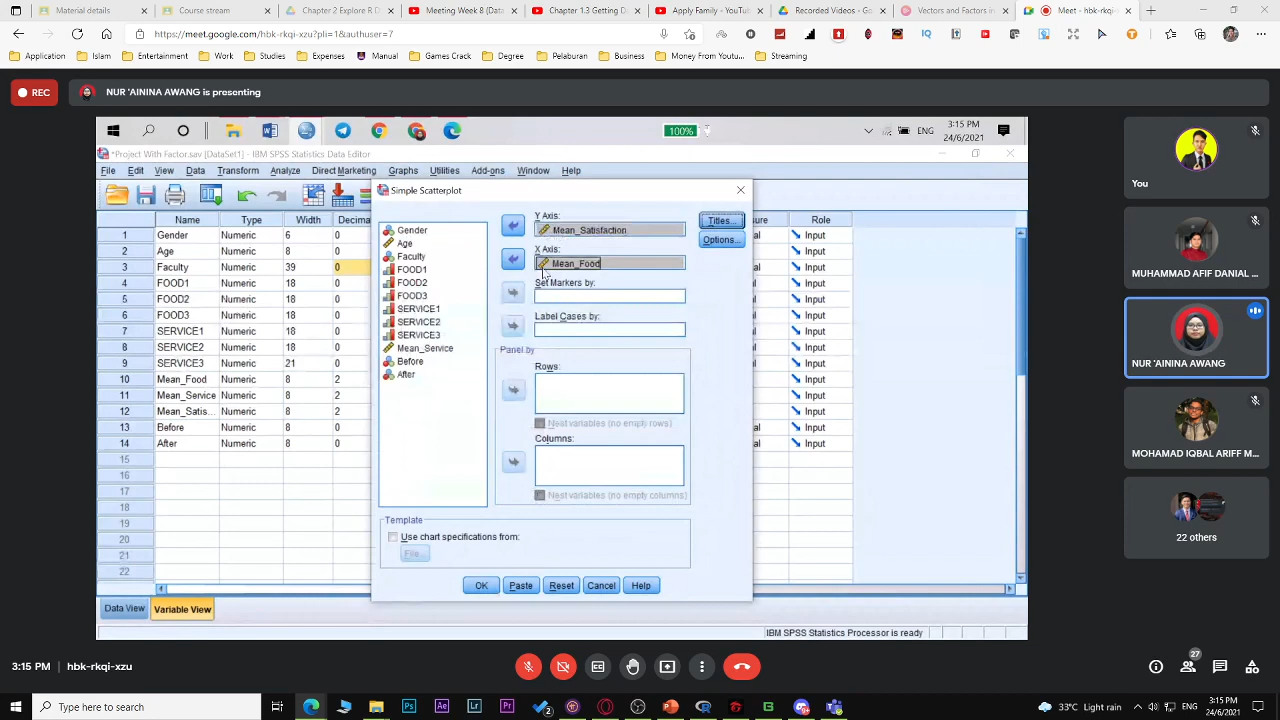 Material details
Course stream
Chapter 2 Explore R D
Meeting Week 8 (Dat
Chapter 1.3 Getting D
Apply Family - YouTu
Recorded Videos - Go
Vectors and Factors in
Meet - hbk-rkqi-x
https://meet.google.com/hbk-rkqi-xzu?pli=1&authuser=7
Application
Islam
Entertainment
Work
Studies
Shopping
Expenses
Manual
Games Crack
Design
Pelaburan
Business
Money From Youtub...
Streaming
REC
NUR 'AININA AWANG is presenting
100%
ENG
3:15 PM
24/6/2021
*Project With Factor.sav [DataSet1] - IBM SPSS Statistics Data Editor
File Edit View Data Transform Analyze Graphs Utilities Direct Marketing Add-ons Window Help
Name Type Width Decima
Role
1 Gender Numeric 6 0 Input
2 Age Numeric 8 0 Input
3 Faculty Numeric 39 0 Input
4 FOOD1 Numeric 18 0 Input
5 FOOD2 Numeric 18 0 Input
6 FOOD3 Numeric 18 0 Input
7 SERVICE1 Numeric 18 0 Input
8 SERVICE2 Numeric 18 0 Input
9 SERVICE3 Numeric 21 0 Input
10 Mean_Food Numeric 8 2 Input
11 Mean_Service Numeric 8 2 Input
12 Mean_Satis... Numeric 8 2 Input
13 Before Numeric 8 0 Input
14 After Numeric 8 0 Input
15
16
17
18
19
20
21
22
Simple Scatterplot
Gender
Age
Faculty
FOOD1
FOOD2
FOOD3
SERVICE1
SERVICE2
SERVICE3
Mean_Service
Before
After
Y Axis:
Mean_Satisfaction
X Axis:
Mean_Food
Set Markers by:
Label Cases by:
Panel by
Rows:
Nest variables (no empty rows)
Columns:
Nest variables (no empty columns)
Titles...
Options...
Template
Use chart specifications from:
File...
OK
Paste
Reset
Cancel
Help
Data View
Variable View
IBM SPSS Statistics Processor is ready
You
MUHAMMAD AFIF DANIAL ...
NUR 'AININA AWANG
MOHAMAD IQBAL ARIFF M...
22 others
3:15 PM
hbk-rkqi-xzu
27
Type here to search
33°C Light rain
ENG
3:15 PM
24/6/2021